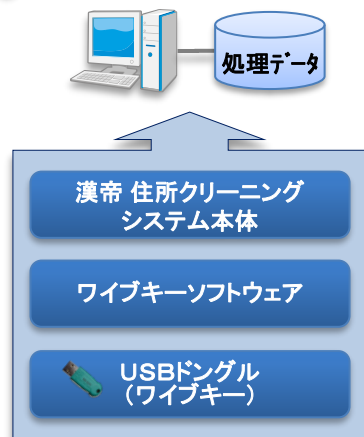 処理ﾃﾞｰﾀ
漢帝 住所クリーニング
システム本体
ワイブキーソフトウェア
ＵＳＢドングル
（ワイブキー）